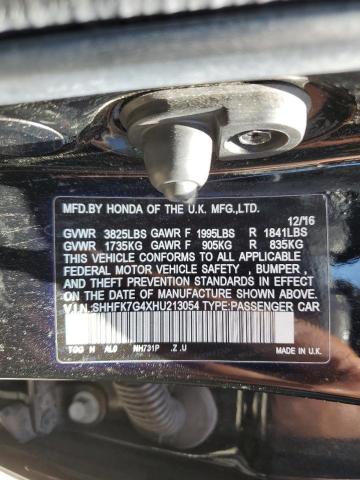 MFD.BY HONDA OF THE U.K. MFG.,LTD.
12/16
GVWR 3825LBS GAWR F 1995LBS R 1841LBS
GVWR 1735KG GAWR F 905KG R 835KG
THIS VEHICLE CONFORMS TO ALL APPLICABLE
FEDERAL MOTOR VEHICLE SAFETY , BUMPER ,
AND THEFT PREVENTION STANDARDS IN EFFECT
ON THE DATE OF MANUFACTURE SHOWN ABOVE.
V.I.N.:SHHFK7G4XHU213054 TYPE:PASSENGER CAR
TGG N AL0 NH731P .Z .U MADE IN U.K.